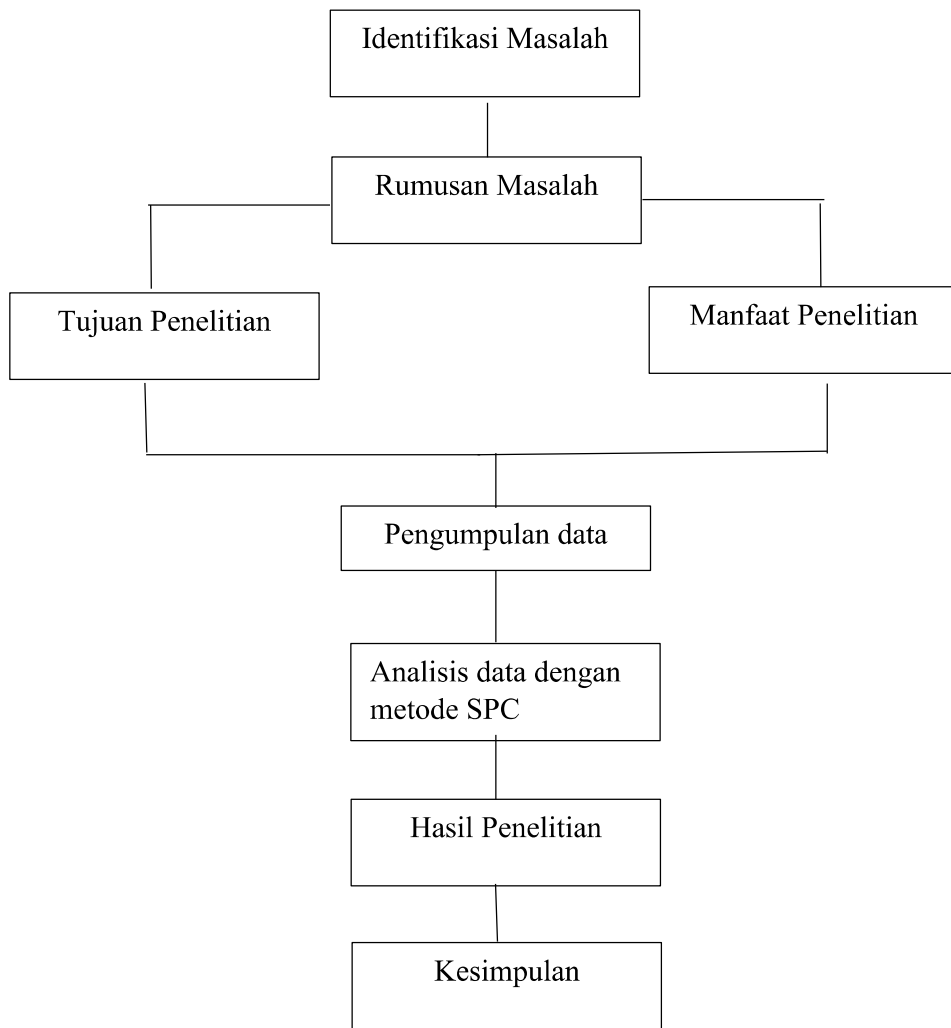 Identifikasi Masalah
Rumusan Masalah
Tujuan Penelitian
Manfaat Penelitian
Pengumpulan data
Analisis data dengan
metode SPC
Hasil Penelitian
Kesimpulan